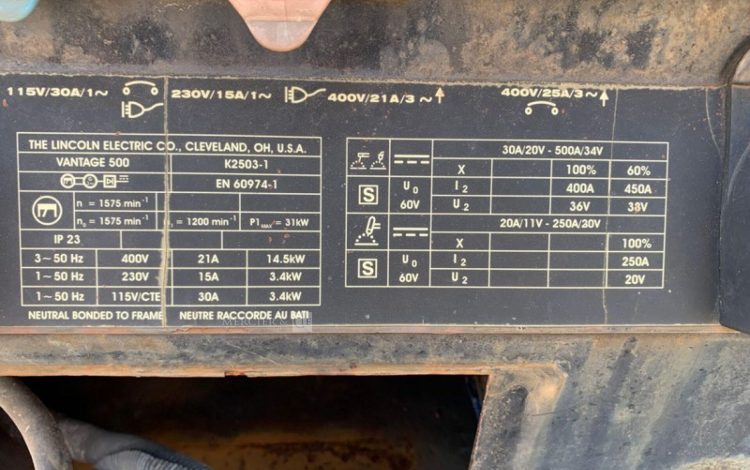 115V/30A/1~
230V/15A/1~
400V/21A/3~
400V/25A/3~
THE LINCOLN ELECTRIC CO., CLEVELAND, OH, U.S.A.
VANTAGE 500 K2503-1
EN 60974-1
n = 1575 min⁻¹
n₀ = 1575 min⁻¹ = 1200 min⁻¹ P1MAX = 31kW
IP 23
3~50 Hz 400V 21A 14.5kW
1~50 Hz 230V 15A 3.4kW
1~50 Hz 115V/CTE 30A 3.4kW
NEUTRAL BONDED TO FRAME NEUTRE RACCORDE AU BATI
30A/20V - 500A/34V
X 100% 60%
S U₀ I₂ 400A 450A
60V U₂ 36V 38V
20A/11V - 250A/20V
X 100%
S U₀ I₂ 250A
60V U₂ 20V